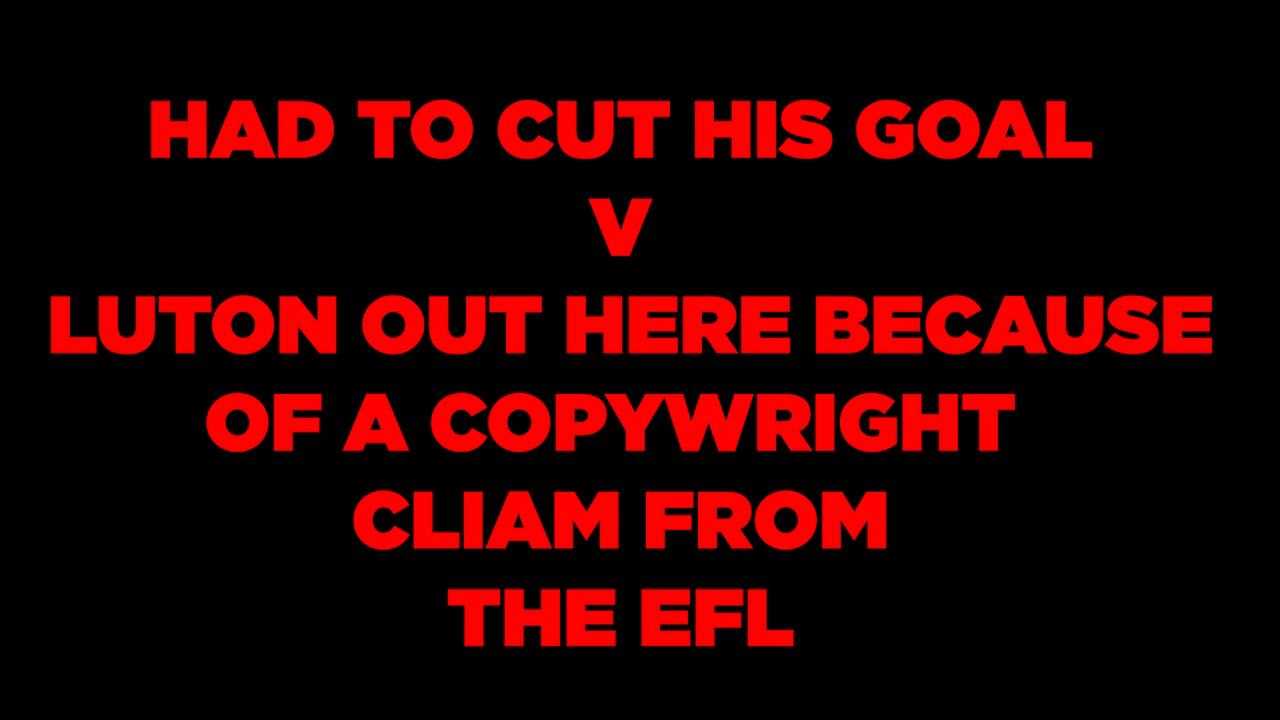 HAD TO CUT HIS GOAL
V
LUTON OUT HERE BECAUSE
OF A COPYWRIGHT
CLIAM FROM
THE EFL